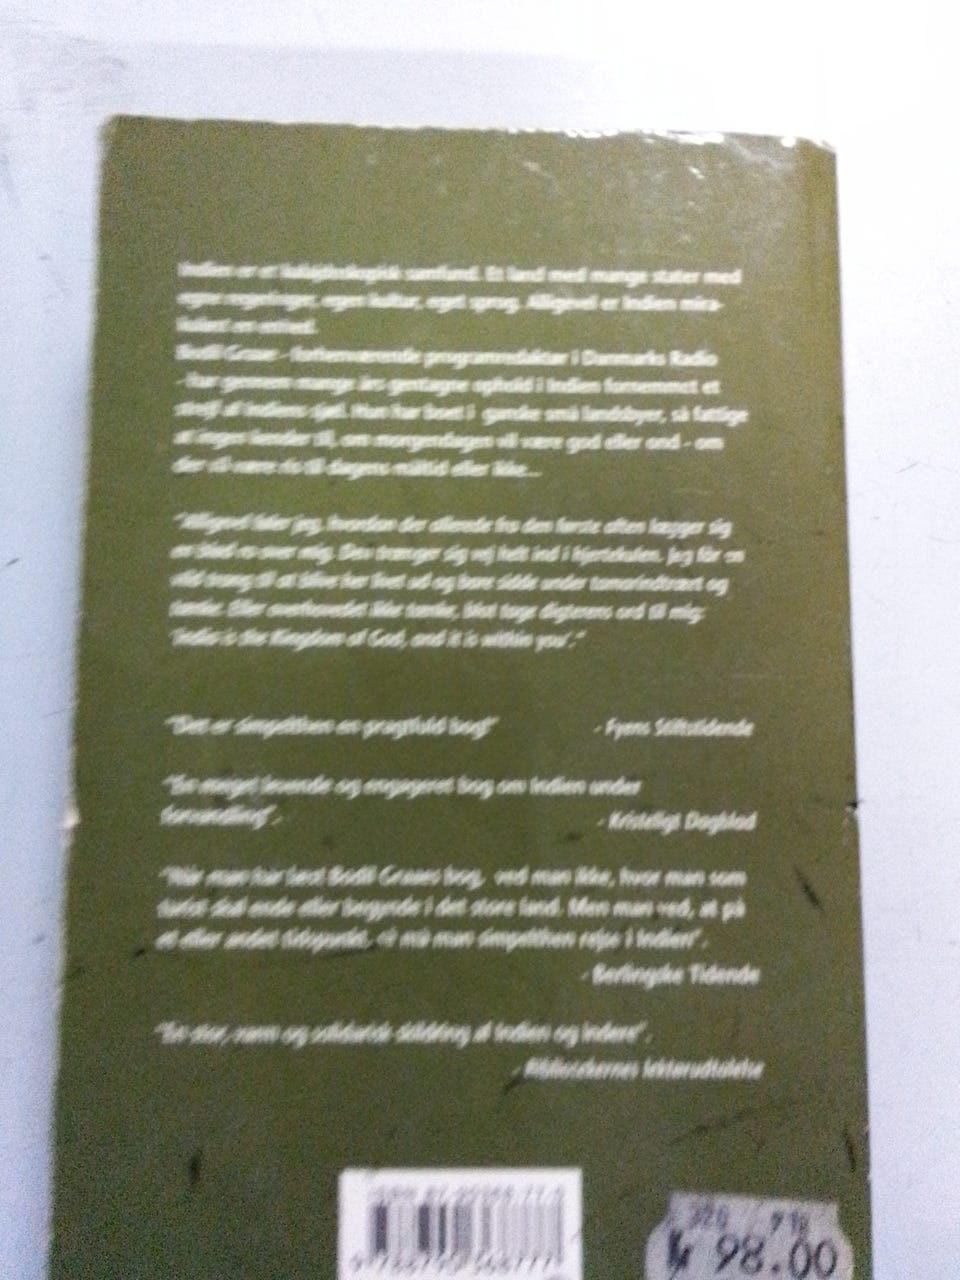 Indien er et kalejdoskopisk samfund. Et land med mange stater med
egne regeringer, egen kultur, eget sprog. Alligevel er Indien mira-
kuløst en enhed.
Bodil Graae - forhenværende programredaktør i Danmarks Radio
- har gennem mange års gentagne ophold i Indien fornemmet et
strejf af Indiens sjæl. Hun har boet i ganske små landsbyer, så fattige
at ingen kender til, om morgendagen vil være god eller ond - om
der vil være ris til dagens måltid eller ikke...
"Alligevel føler jeg, hvordan der allerede fra den første aften lægger sig
en blød ro over mig. Den trænger sig vej helt ind i hjertekulen. Jeg får en
vild trang til at blive her livet ud og bare sidde under tamarindtræet og
tænke. Eller overhovedet ikke tænke, blot tage digterens ord til mig:
'India is the Kingdom of God, and it is within you'."
"Det er simpelthen en pragtfuld bog!" - Fyens Stiftstidende
"En meget levende og engageret bog om Indien under
forvandling". - Kristeligt Dagblad
"Når man har læst Bodil Graaes bog, ved man ikke, hvor man som
turist skal ende eller begynde i det store land. Men man ved, at på
et eller andet tidspunkt, så må man simpelthen rejse i Indien".
- Berlingske Tidende
"En stor, varm og solidarisk skildring af Indien og indere".
- Bibliotekernes lektørudtalelse
98.00